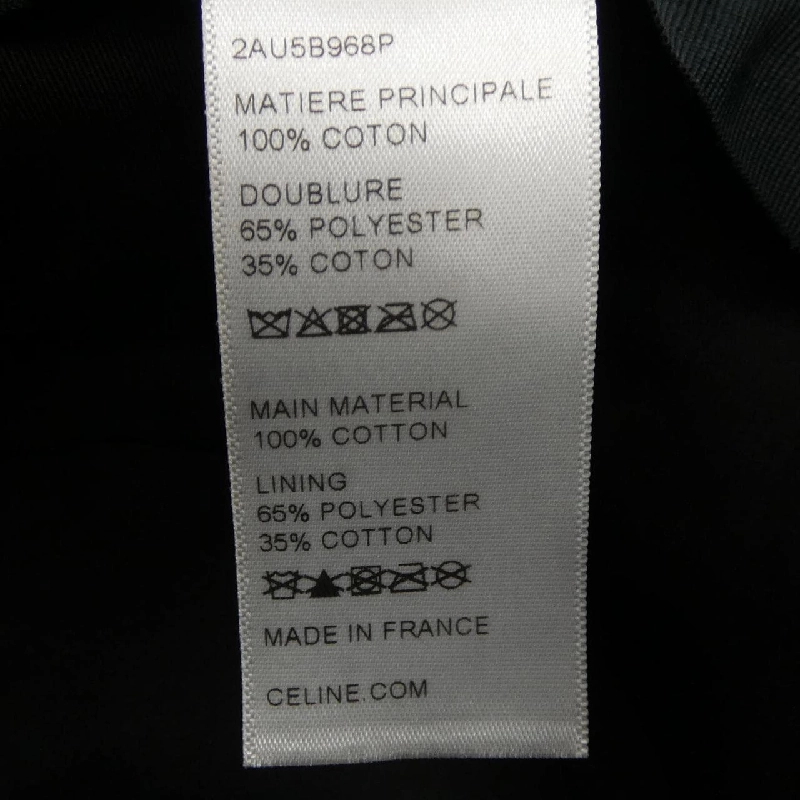 2AU5B968P
MATIERE PRINCIPALE
100% COTON
DOUBLURE
65% POLYESTER
35% COTON
MAIN MATERIAL
100% COTTON
LINING
65% POLYESTER
35% COTTON
MADE IN FRANCE
CELINE.COM